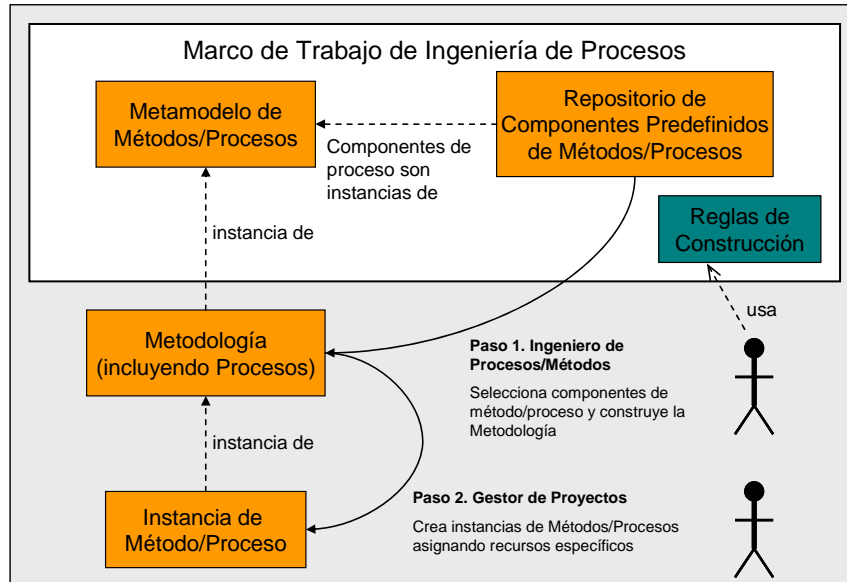 Marco de Trabajo de Ingeniería de Procesos
Metamodelo de
Métodos/Procesos
Repositorio de
Componentes Predefinidos
de Métodos/Procesos
Componentes de
proceso son
instancias de
Reglas de
Construcción
instancia de
usa
Metodología
(incluyendo Procesos)
Paso 1. Ingeniero de
Procesos/Métodos
Selecciona componentes de
método/proceso y construye la
Metodología
instancia de
Instancia de
Método/Proceso
Paso 2. Gestor de Proyectos
Crea instancias de Métodos/Procesos
asignando recursos específicos